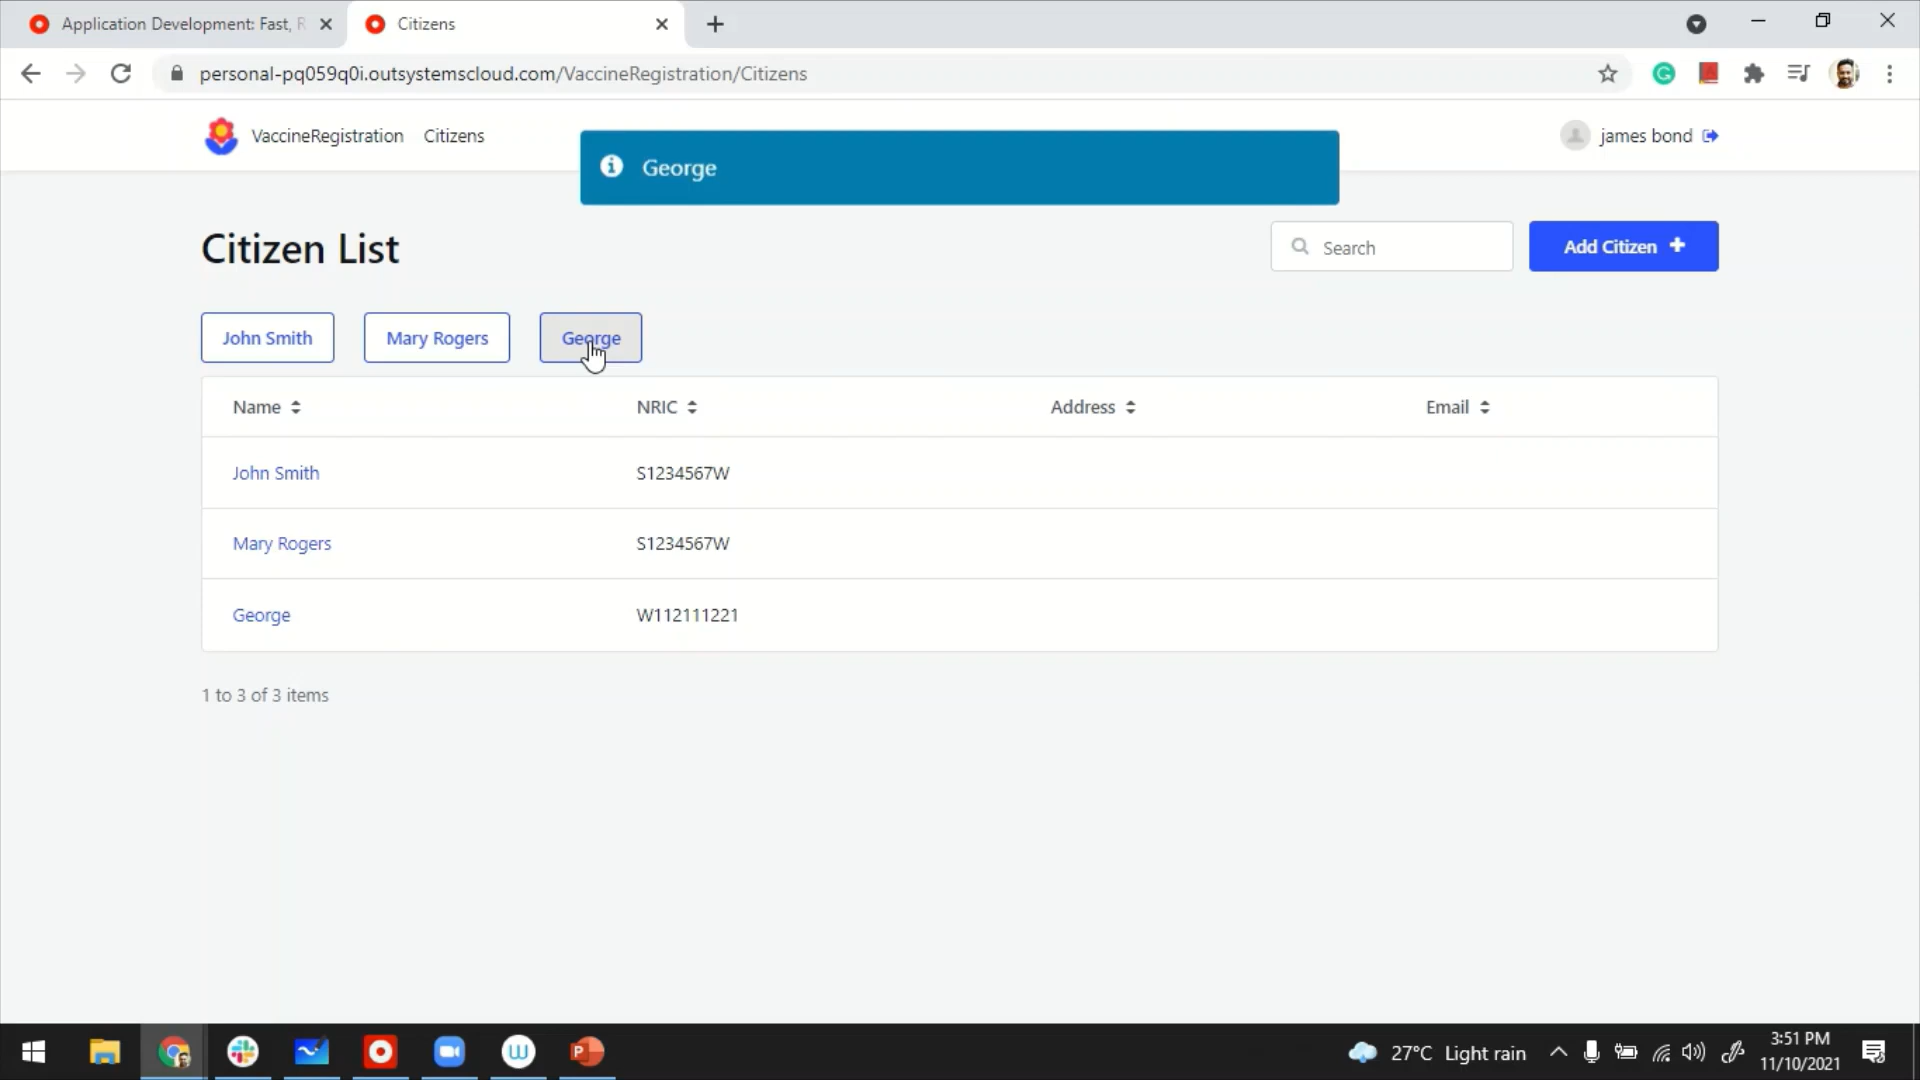 Application Development: Fast, R
Citizens
personal-pq059q0i.outsystemscloud.com/VaccineRegistration/Citizens
VaccineRegistration Citizens
james bond
George
Citizen List
Search
Add Citizen
John Smith
Mary Rogers
George
Name NRIC Address Email
John Smith S1234567W
Mary Rogers S1234567W
George W112111221
1 to 3 of 3 items
27°C Light rain
3:51 PM
11/10/2021